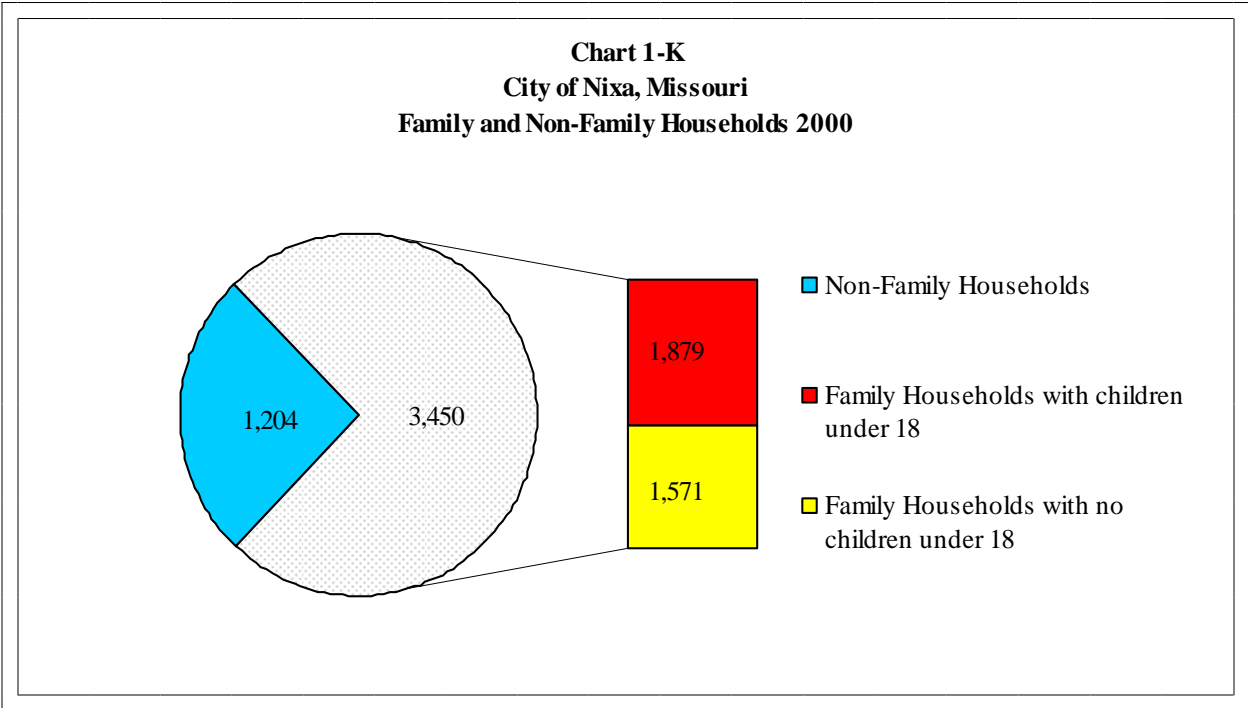 Chart 1-K
City of Nixa, Missouri
Family and Non-Family Households 2000
1,204
3,450
1,879
1,571
Non-Family Households
Family Households with children
under 18
Family Households with no
children under 18